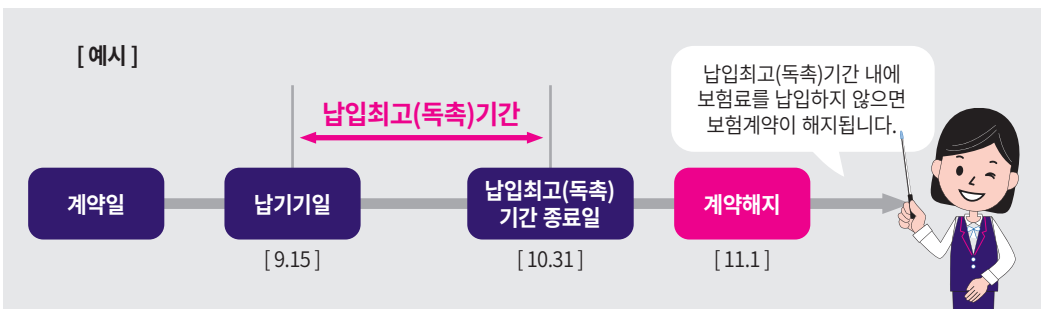 [ 예시 ]
납입최고(독촉)기간 내에
보험료를 납입하지 않으면
보험계약이 해지됩니다.
납입최고(독촉)기간
계약일
납기기일
납입최고(독촉)
기간 종료일
계약해지
[ 9.15 ]
[ 10.31 ]
[ 11.1 ]